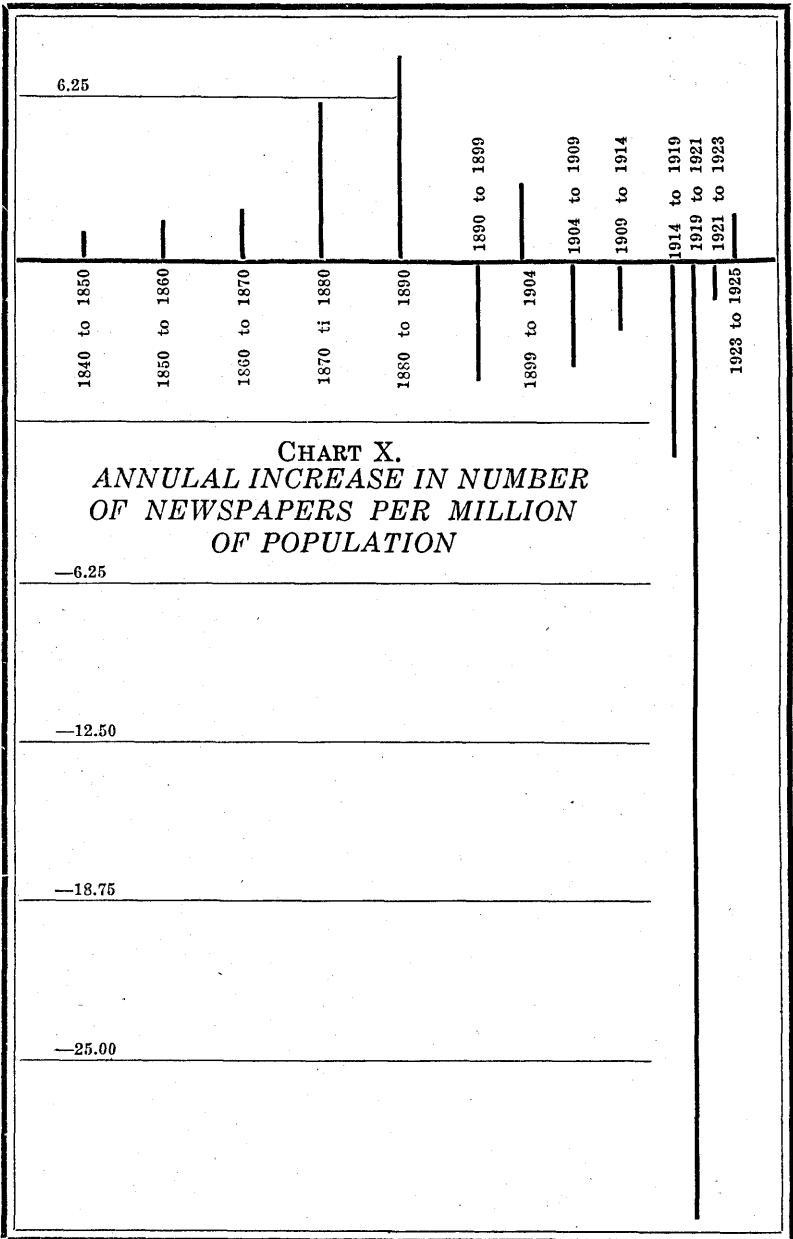 6.25
1890 to 1899
1904 to 1909
1909 to 1914
1914 to 1919
1919 to 1921
1921 to 1923
1840 to 1850
1850 to 1860
1860 to 1870
1870 ti 1880
1880 to 1890
1899 to 1904
1923 to 1925
CHART X.
ANNULAL INCREASE IN NUMBER
OF NEWSPAPERS PER MILLION
OF POPULATION
—6.25
—12.50
—18.75
—25.00